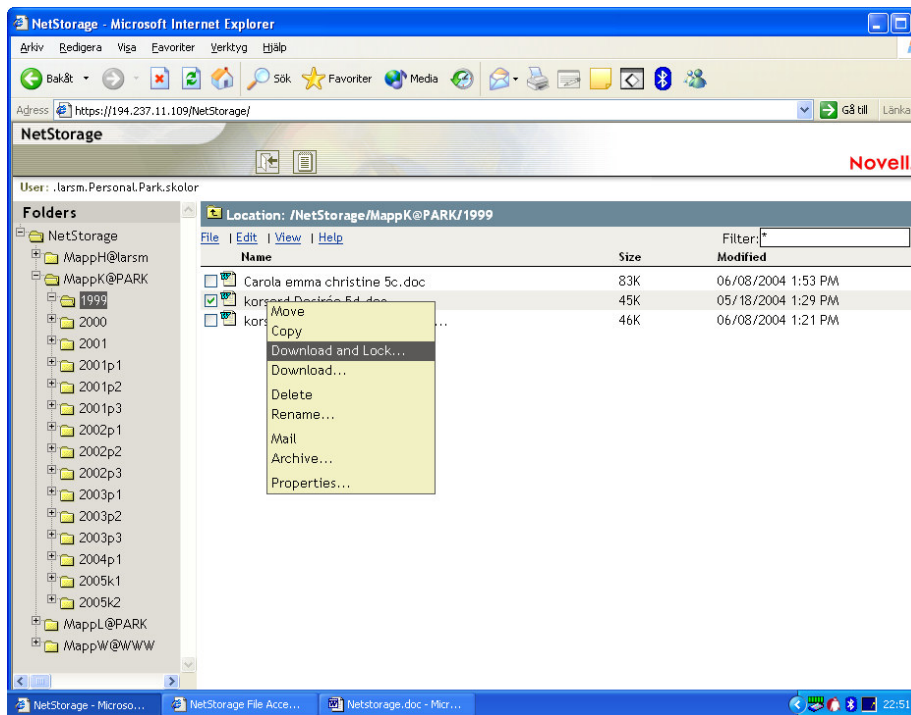 NetStorage - Microsoft Internet Explorer
Arkiv Redigera Visa Favoriter Verktyg Hjälp
Bakåt Sök Favoriter Media
Adress https://194.237.11.109/NetStorage/ Gå till Länka
NetStorage
Novell
User: .larsm.Personal.Park.skolor
Folders
NetStorage
MappH@larsm
MappK@PARK
1999
2000
2001
2001p1
2001p2
2001p3
2002p1
2002p2
2002p3
2003p1
2003p2
2003p3
2004p1
2005k1
2005k2
MappL@PARK
MappW@WWW
Location: /NetStorage/MappK@PARK/1999
File | Edit | View | Help Filter:*
Name Size Modified
Carola emma christine 5c.doc 83K 06/08/2004 1:53 PM
45K 05/18/2004 1:29 PM
46K 06/08/2004 1:21 PM
Move
Copy
Download and Lock...
Download...
Delete
Rename...
Mail
Archive...
Properties...
NetStorage - Microso... NetStorage File Acce... Netstorage.doc - Micr... 22:51